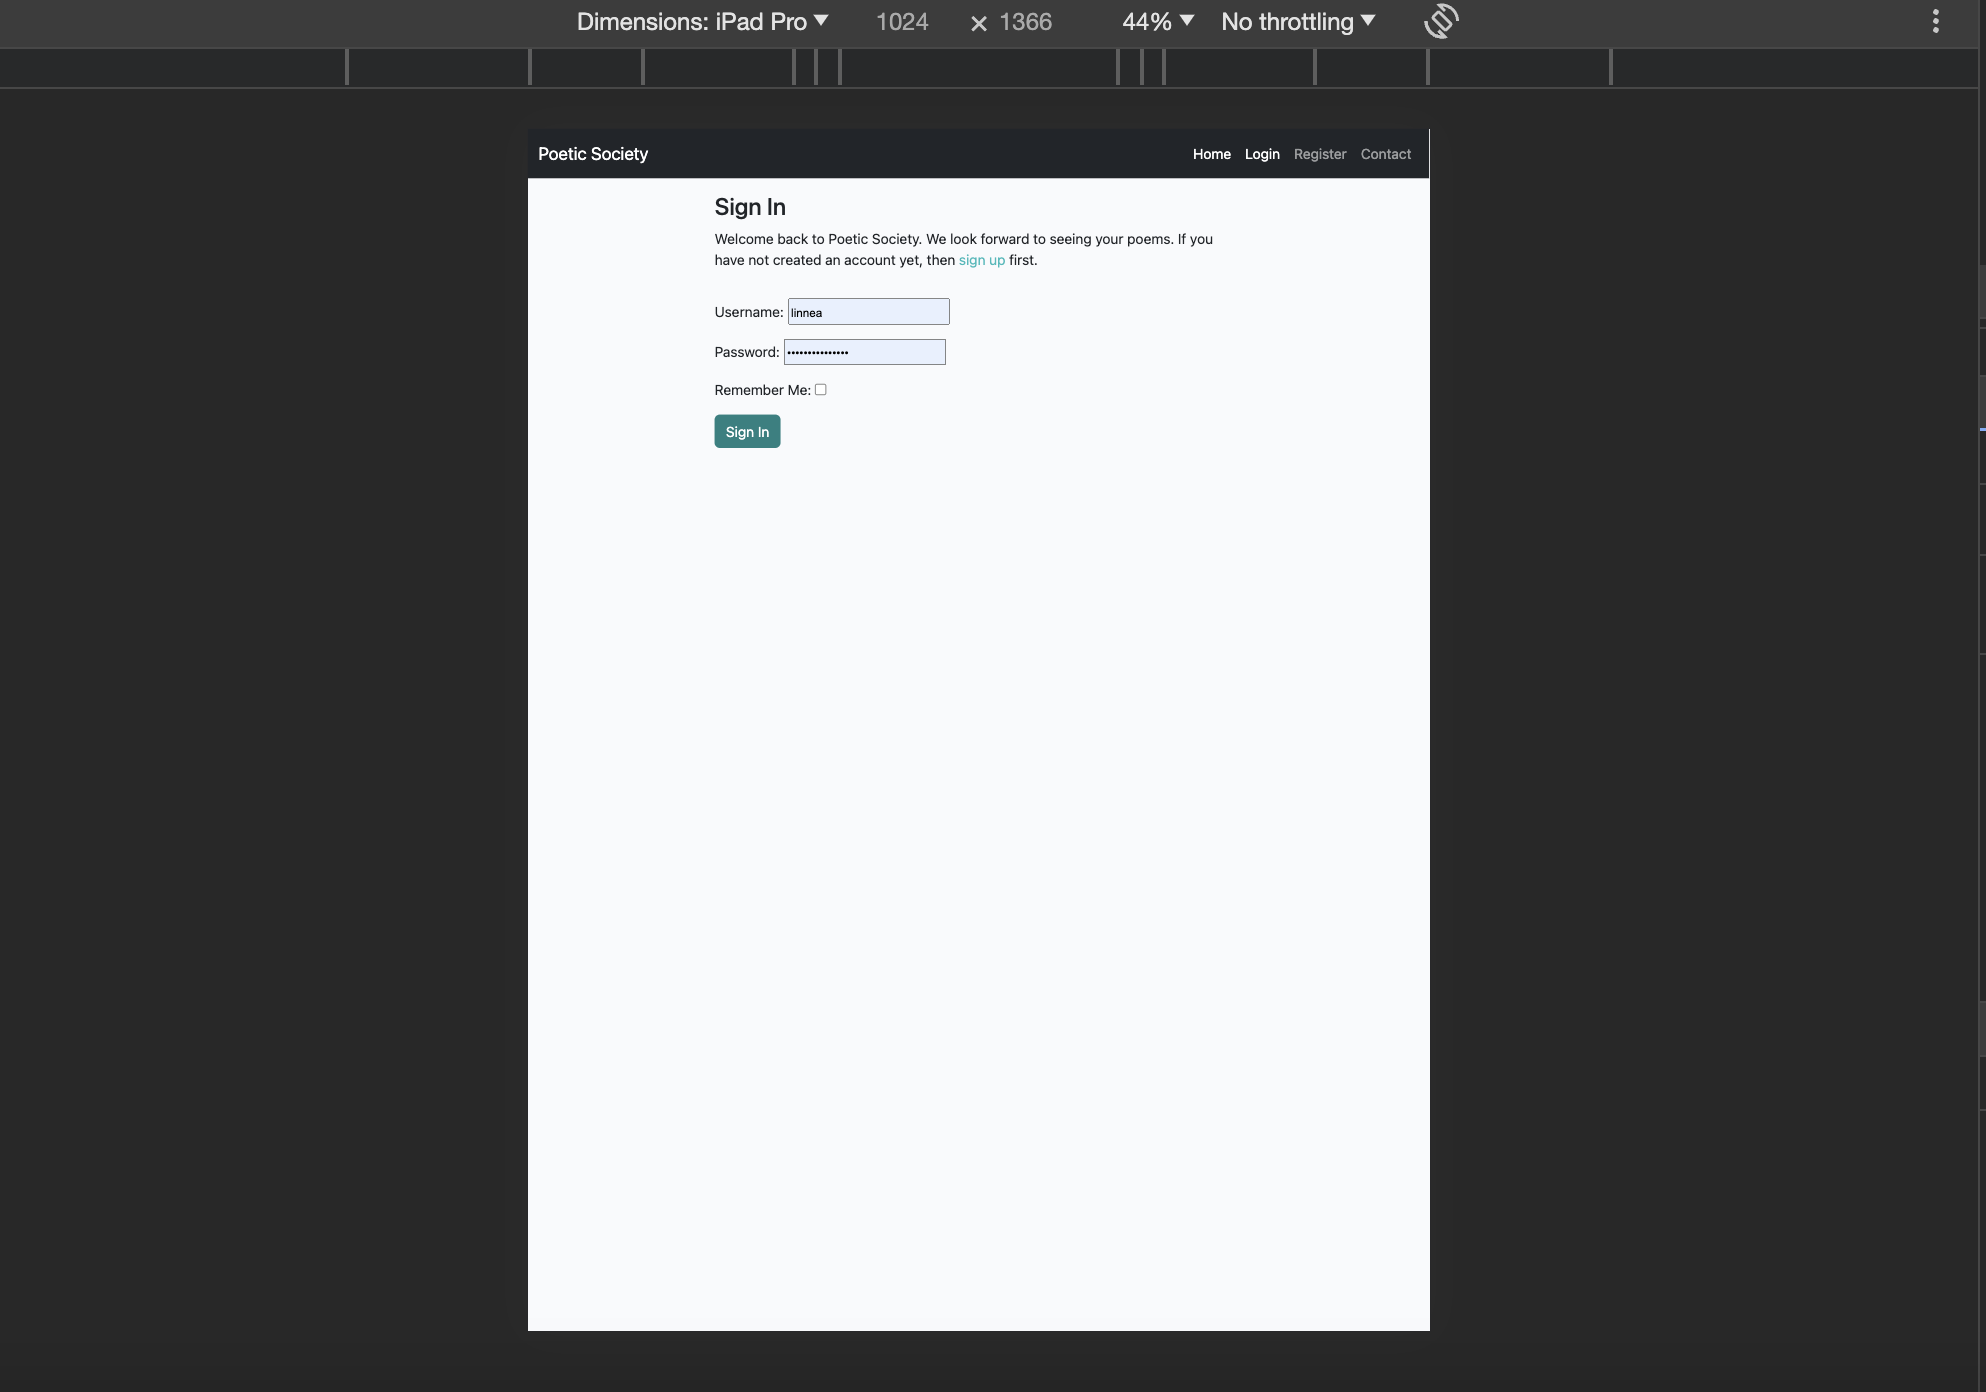 Dimensions: iPad Pro ▼ 1024 × 1366 44% ▼ No throttling ▼
Poetic Society Home Login Register Contact
Sign In
Welcome back to Poetic Society. We look forward to seeing your poems. If you
have not created an account yet, then sign up first.
Username: linnea
Password: •••••••••••••••
Remember Me:
Sign In